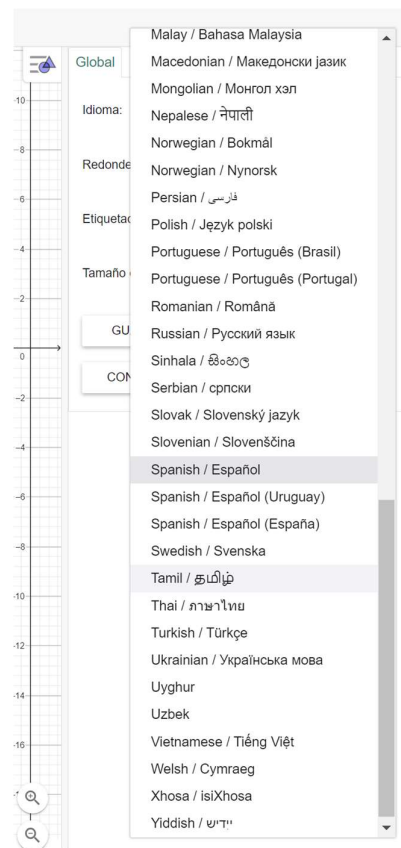 Global
Idioma:
Redonde
Etiquetac
Tamaño
GU
CON
Malay / Bahasa Malaysia
Macedonian / Македонски јазик
Mongolian / Монгол хэл
Nepalese / नेपाली
Norwegian / Bokmål
Norwegian / Nynorsk
Persian / فارسی
Polish / Język polski
Portuguese / Português (Brasil)
Portuguese / Português (Portugal)
Romanian / Română
Russian / Русский язык
Sinhala / සිංහල
Serbian / српски
Slovak / Slovenský jazyk
Slovenian / Slovenščina
Spanish / Español
Spanish / Español (Uruguay)
Spanish / Español (España)
Swedish / Svenska
Tamil / தமிழ்
Thai / ภาษาไทย
Turkish / Türkçe
Ukrainian / Українська мова
Uyghur
Uzbek
Vietnamese / Tiếng Việt
Welsh / Cymraeg
Xhosa / isiXhosa
Yiddish / ייִדיש
10
8
6
4
2
0
-2
-4
-6
-8
-10
-12
-14
-16